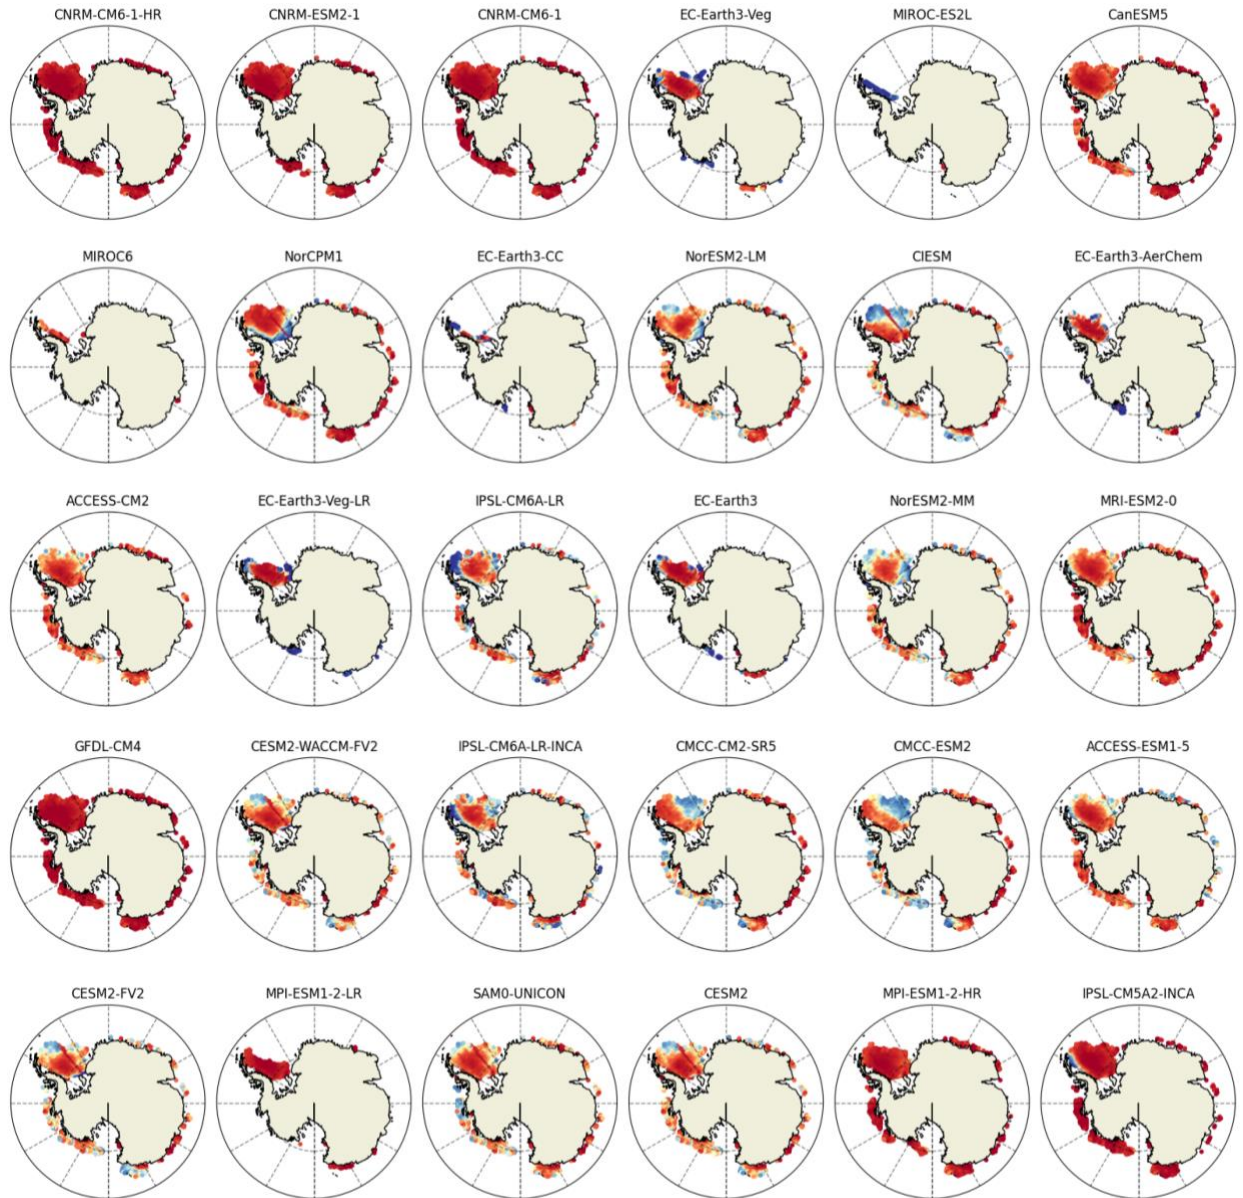 CNRM-CM6-1-HR CNRM-ESM2-1 CNRM-CM6-1 EC-Earth3-Veg MIROC-ES2L CanESM5
MIROC6 NorCPM1 EC-Earth3-CC NorESM2-LM CIESM EC-Earth3-AerChem
ACCESS-CM2 EC-Earth3-Veg-LR IPSL-CM6A-LR EC-Earth3 NorESM2-MM MRI-ESM2-0
GFDL-CM4 CESM2-WACCM-FV2 IPSL-CM6A-LR-INCA CMCC-CM2-SR5 CMCC-ESM2 ACCESS-ESM1-5
CESM2-FV2 MPI-ESM1-2-LR SAM0-UNICON CESM2 MPI-ESM1-2-HR IPSL-CM5A2-INCA